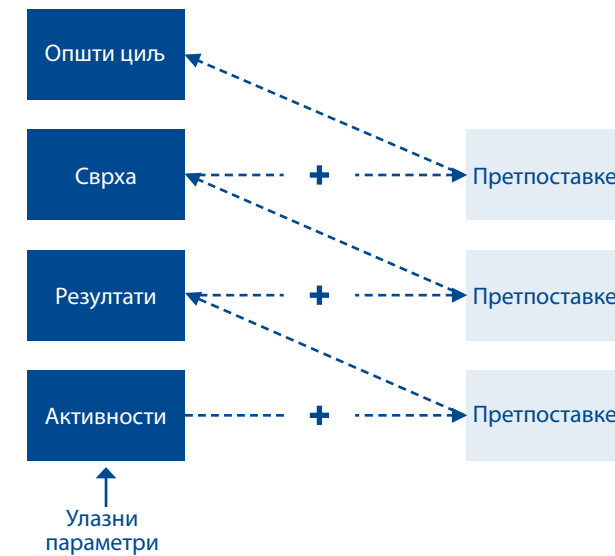 Општи циљ
Сврха
+
Претпоставке
Резултати
+
Претпоставке
Активности
+
Претпоставке
Улазни
параметри